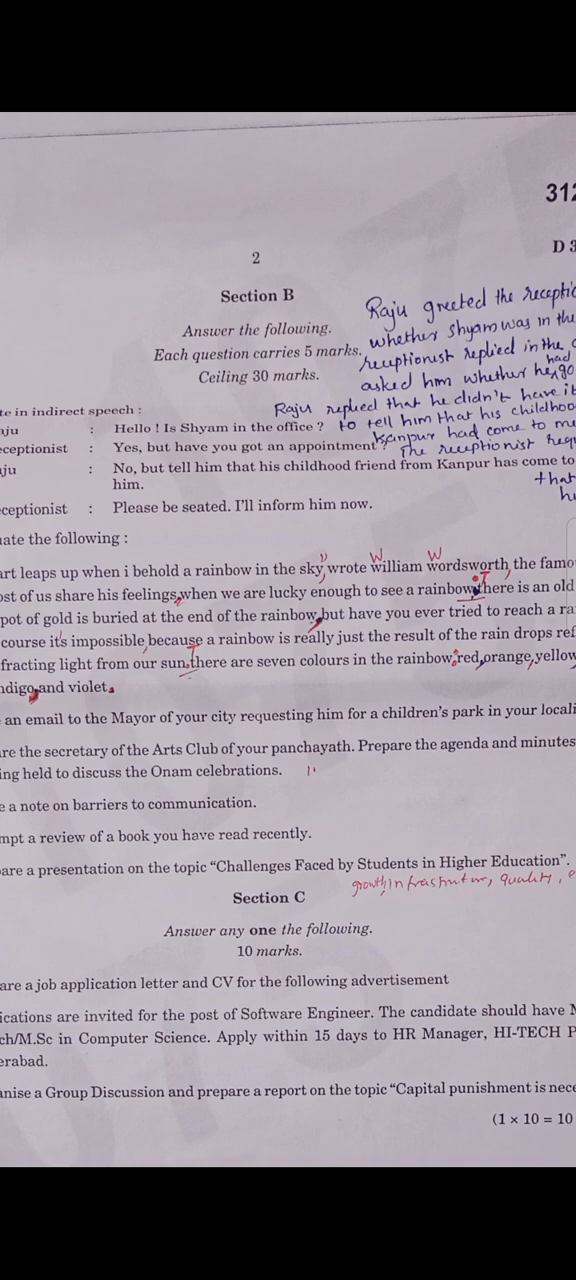 312
D 3
2
Section B
Answer the following.
Each question carries 5 marks.
Ceiling 30 marks.
Raju greeted the receptio
whether Shyam was in the
receptionist replied in the
asked him whether he had go
Raju replied that he didn't have it
to tell him that his childhoo
Kanpur had come to me
The receptionist requ
that
he
te in indirect speech :
aju : Hello ! Is Shyam in the office ?
eceptionist : Yes, but have you got an appointment ?
aju : No, but tell him that his childhood friend from Kanpur has come to
him.
eceptionist : Please be seated. I'll inform him now.
uate the following :
art leaps up when i behold a rainbow in the sky," wrote william Wordsworth, the famo
ost of us share his feelings, when we are lucky enough to see a rainbow. there is an old
pot of gold is buried at the end of the rainbow, but have you ever tried to reach a ra
course it's impossible, because a rainbow is really just the result of the rain drops ref
fracting light from our sun. there are seven colours in the rainbow: red, orange, yellow
ndigo, and violet.
an email to the Mayor of your city requesting him for a children's park in your locali
are the secretary of the Arts Club of your panchayath. Prepare the agenda and minutes
ing held to discuss the Onam celebrations.
e a note on barriers to communication.
mpt a review of a book you have read recently.
are a presentation on the topic “Challenges Faced by Students in Higher Education”.
growth, infrastrutur, quality,
Section C
Answer any one the following.
10 marks.
are a job application letter and CV for the following advertisement
ications are invited for the post of Software Engineer. The candidate should have M
ch/M.Sc in Computer Science. Apply within 15 days to HR Manager, HI-TECH P
erabad.
anise a Group Discussion and prepare a report on the topic “Capital punishment is nece
(1 × 10 = 10